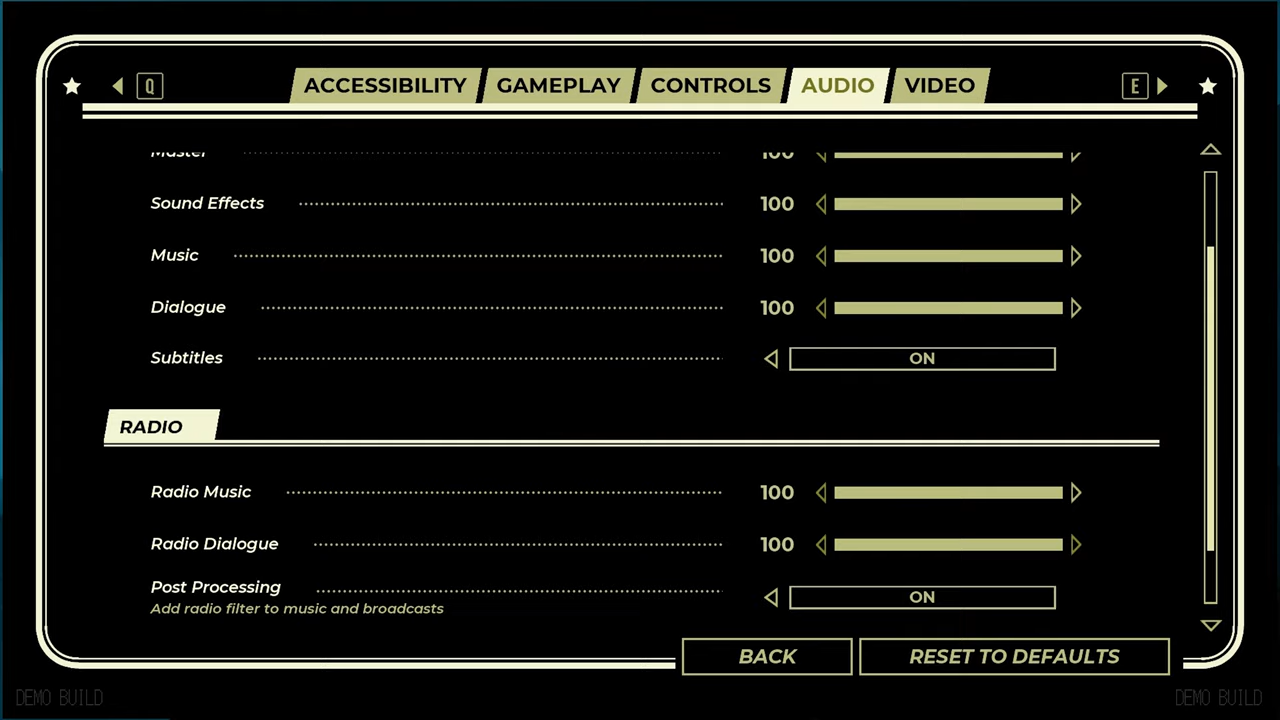 Q ACCESSIBILITY GAMEPLAY CONTROLS AUDIO VIDEO E
Master 100
Sound Effects 100
Music 100
Dialogue 100
Subtitles ON
RADIO
Radio Music 100
Radio Dialogue 100
Post Processing ON
Add radio filter to music and broadcasts
BACK RESET TO DEFAULTS
DEMO BUILD DEMO BUILD